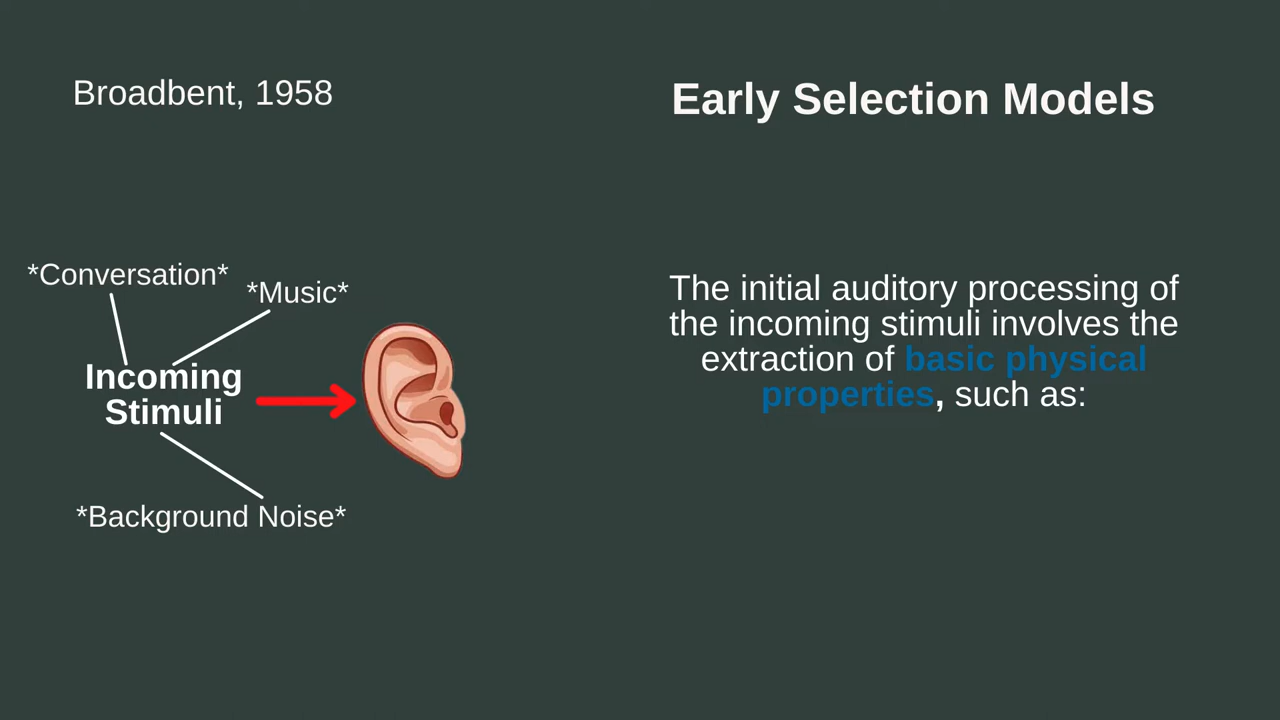 Broadbent, 1958
Early Selection Models
*Conversation*
*Music*
Incoming
Stimuli
*Background Noise*
The initial auditory processing of
the incoming stimuli involves the
extraction of basic physical
properties, such as: